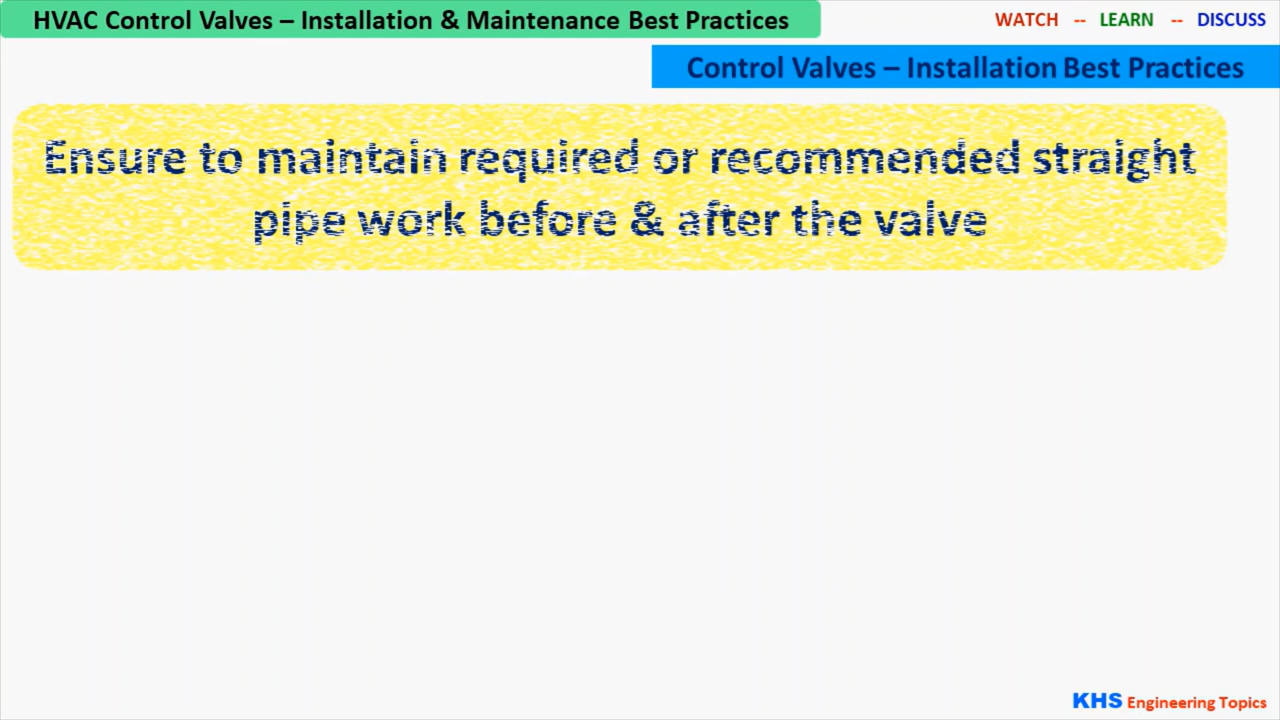 HVAC Control Valves – Installation & Maintenance Best Practices
WATCH -- LEARN -- DISCUSS
Control Valves – Installation Best Practices
Ensure to maintain required or recommended straight
pipe work before & after the valve
KHS Engineering Topics